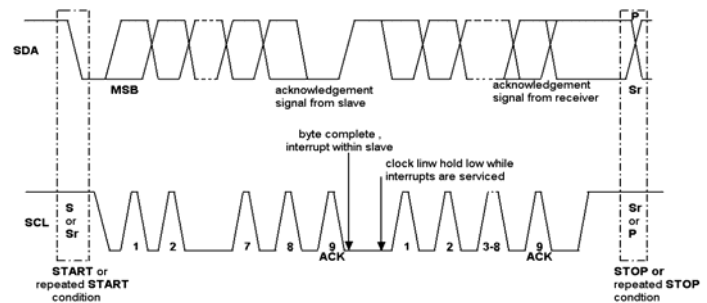 P
SDA
MSB
acknowledgement
signal from slave
acknowledgement
signal from receiver
Sr
byte complete ,
interrupt within slave
clock linw hold low while
interrupts are serviced
SCL
S
or
Sr
1 2 7 8 9 1 2 3-8 9
ACK ACK
Sr
or
P
START or
repeated START
condition
STOP or
repeated STOP
condition